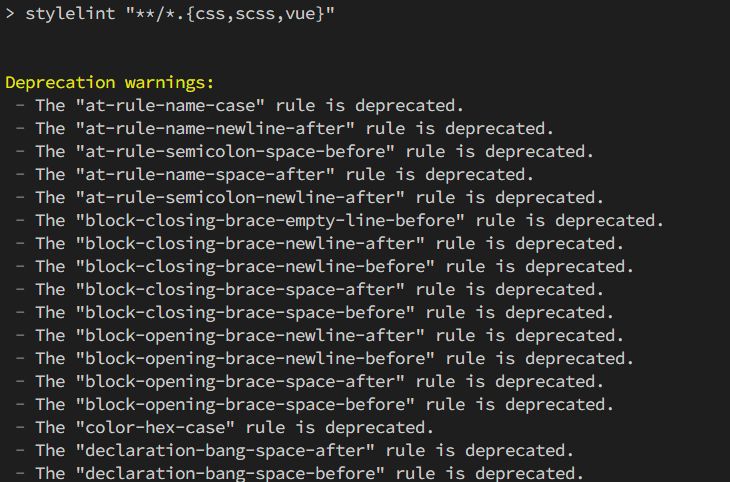 > stylelint "**/*.{css,scss,vue}"
Deprecation warnings:
- The "at-rule-name-case" rule is deprecated.
- The "at-rule-name-newline-after" rule is deprecated.
- The "at-rule-semicolon-space-before" rule is deprecated.
- The "at-rule-name-space-after" rule is deprecated.
- The "at-rule-semicolon-newline-after" rule is deprecated.
- The "block-closing-brace-empty-line-before" rule is deprecated.
- The "block-closing-brace-newline-after" rule is deprecated.
- The "block-closing-brace-newline-before" rule is deprecated.
- The "block-closing-brace-space-after" rule is deprecated.
- The "block-closing-brace-space-before" rule is deprecated.
- The "block-opening-brace-newline-after" rule is deprecated.
- The "block-opening-brace-newline-before" rule is deprecated.
- The "block-opening-brace-space-after" rule is deprecated.
- The "block-opening-brace-space-before" rule is deprecated.
- The "color-hex-case" rule is deprecated.
- The "declaration-bang-space-after" rule is deprecated.
- The "declaration-bang-space-before" rule is deprecated.